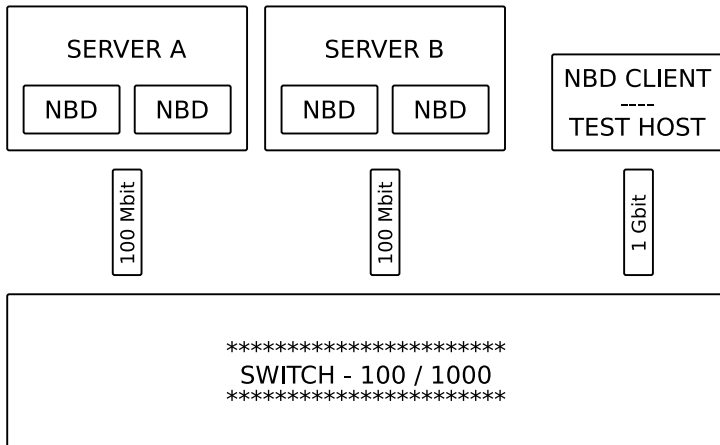 SERVER A
NBD
NBD
SERVER B
NBD
NBD
NBD CLIENT
----
TEST HOST
100 Mbit
100 Mbit
1 Gbit
***********************
SWITCH - 100 / 1000
***********************